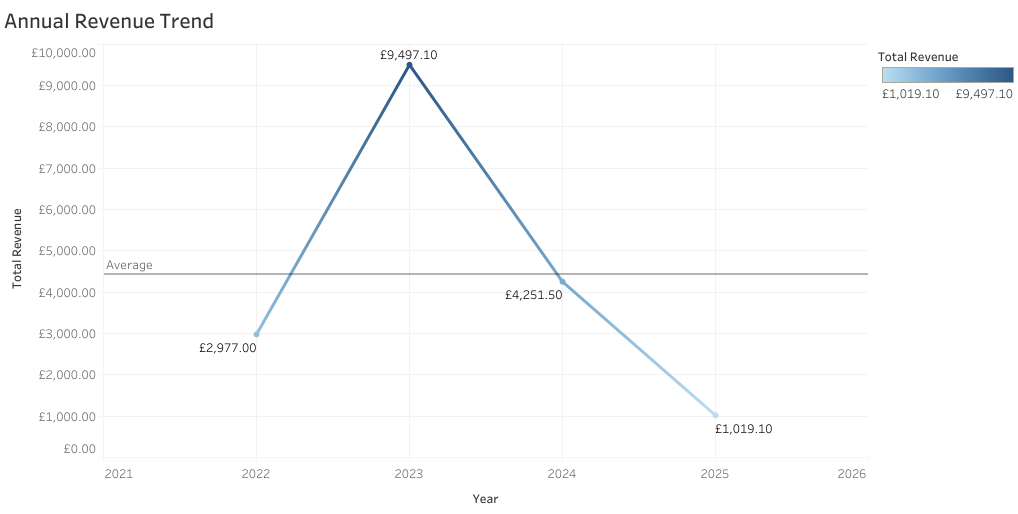 Annual Revenue Trend
£10,000.00
£9,000.00
£8,000.00
£7,000.00
£6,000.00
£5,000.00
£4,000.00
£3,000.00
£2,000.00
£1,000.00
£0.00
Total Revenue
Average
£9,497.10
£2,977.00
£4,251.50
£1,019.10
2021 2022 2023 2024 2025 2026
Year
Total Revenue
£1,019.10 £9,497.10